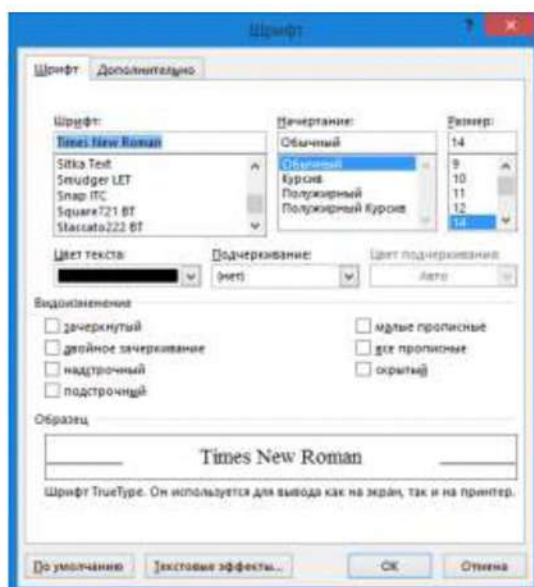 Шрифт ?
Шрифт Дополнительно
Шрифт: Начертание: Размер:
Times New Roman Обычный 14
Sitka Text Обычный 9
Smudger LET Курсив 10
Snap ITC Полужирный 11
Square721 BT Полужирный Курсив 12
Staccato222 BT 14
Цвет текста: Подчеркивание: Цвет подчеркивания:
(нет) Авто
Видоизменение
зачеркнутый малые прописные
двойное зачеркивание все прописные
надстрочный скрытый
подстрочный
Образец
Times New Roman
Шрифт TrueType. Он используется для вывода как на экран, так и на принтер.
По умолчанию Текстовые эффекты... ОК Отмена